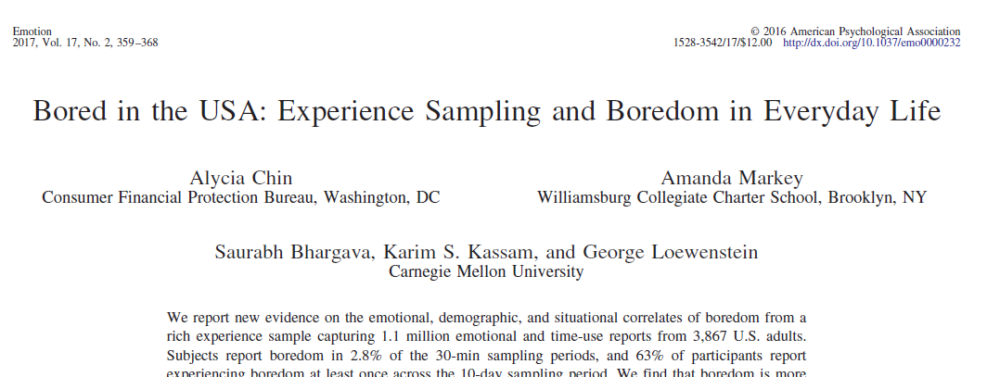 Emotion
© 2016 American Psychological Association
2017, Vol. 17, No. 2, 359–368
1528-3542/17/$12.00 http://dx.doi.org/10.1037/emo0000232
Bored in the USA: Experience Sampling and Boredom in Everyday Life
Alycia Chin
Consumer Financial Protection Bureau, Washington, DC
Amanda Markey
Williamsburg Collegiate Charter School, Brooklyn, NY
Saurabh Bhargava, Karim S. Kassam, and George Loewenstein
Carnegie Mellon University
We report new evidence on the emotional, demographic, and situational correlates of boredom from a
rich experience sample capturing 1.1 million emotional and time-use reports from 3,867 U.S. adults.
Subjects report boredom in 2.8% of the 30-min sampling periods, and 63% of participants report
experiencing boredom at least once across the 10-day sampling period. We find that boredom is more